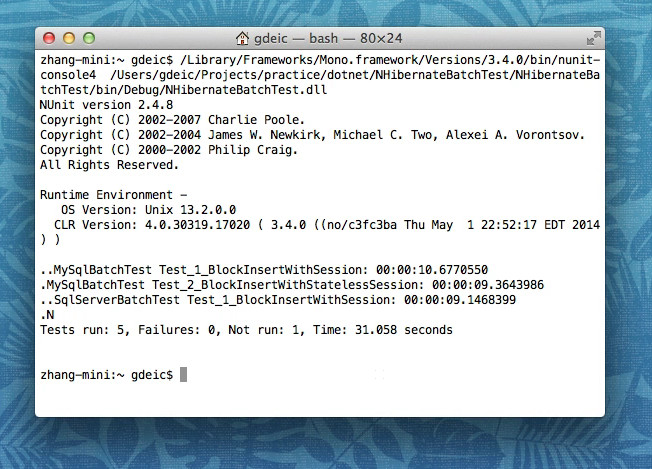 gdeic — bash — 80×24
zhang-mini:~ gdeic$ /Library/Frameworks/Mono.framework/Versions/3.4.0/bin/nunit-
console4  /Users/gdeic/Projects/practice/dotnet/NHibernateBatchTest/NHibernateBa
tchTest/bin/Debug/NHibernateBatchTest.dll
NUnit version 2.4.8
Copyright (C) 2002-2007 Charlie Poole.
Copyright (C) 2002-2004 James W. Newkirk, Michael C. Two, Alexei A. Vorontsov.
Copyright (C) 2000-2002 Philip Craig.
All Rights Reserved.
Runtime Environment -
   OS Version: Unix 13.2.0.0
  CLR Version: 4.0.30319.17020 ( 3.4.0 ((no/c3fc3ba Thu May  1 22:52:17 EDT 2014
) )
..MySqlBatchTest Test_1_BlockInsertWithSession: 00:00:10.6770550
.MySqlBatchTest Test_2_BlockInsertWithStatelessSession: 00:00:09.3643986
..SqlServerBatchTest Test_1_BlockInsertWithSession: 00:00:09.1468399
.N
Tests run: 5, Failures: 0, Not run: 1, Time: 31.058 seconds
zhang-mini:~ gdeic$